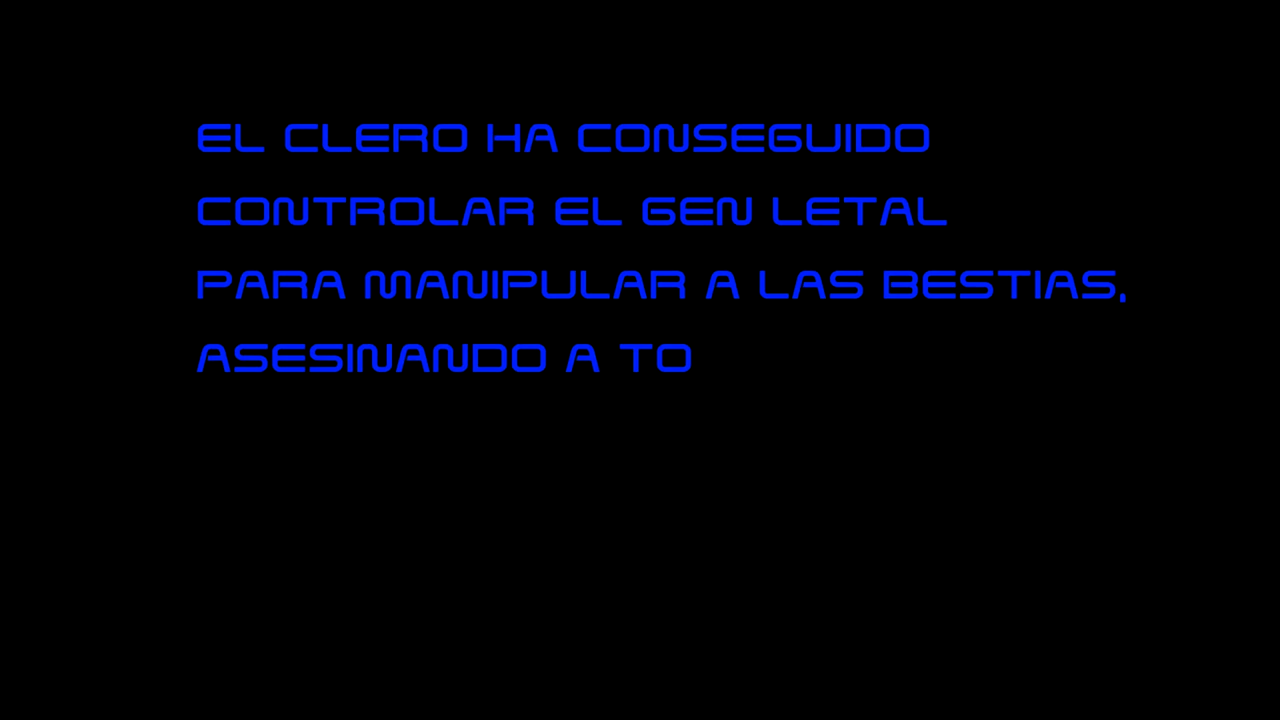 EL CLERO HA CONSEGUIDO
CONTROLAR EL GEN LETAL
PARA MANIPULAR A LAS BESTIAS,
ASESINANDO A TO